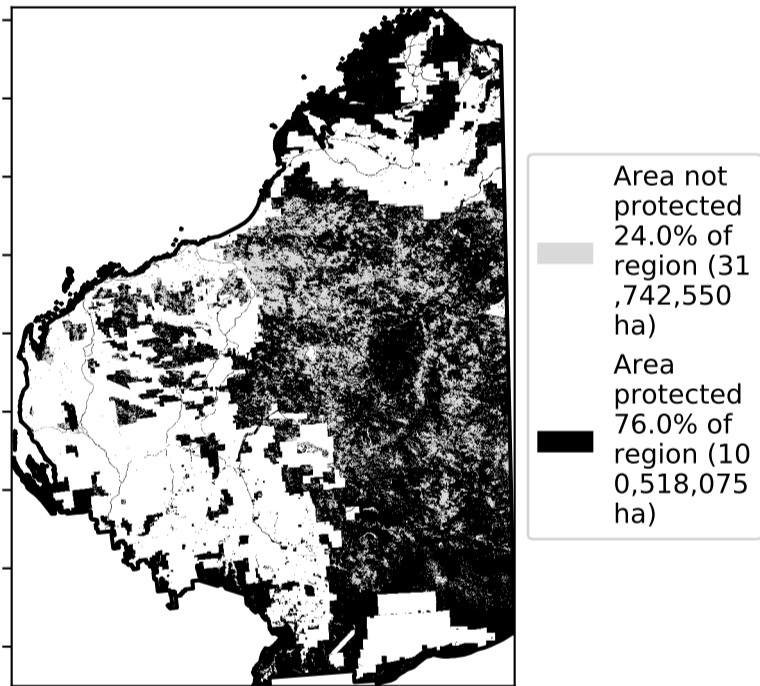 Area not
protected
24.0% of
region (31
,742,550
ha)
Area
protected
76.0% of
region (10
0,518,075
ha)